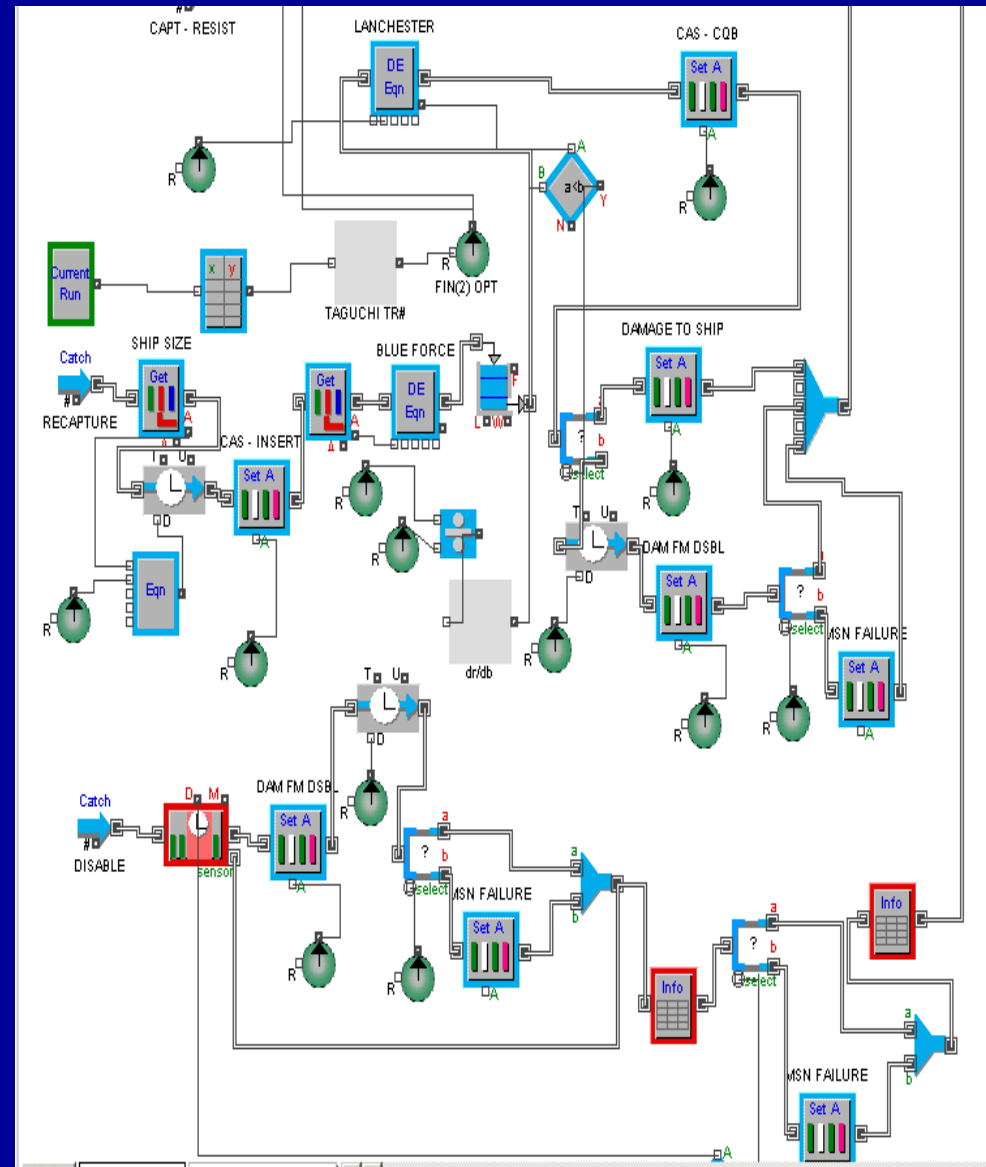 #
CAPT - RESIST
LANCHESTER
CAS - CQB
DE
Eqn
Set A
A
R
A
B
a<b
Y
N
R
R
FIN(2) OPT
Current
Run
x y
TAGUCHI TR#
SHIP SIZE
BLUE FORCE
DAMAGE TO SHIP
Catch
#
RECAPTURE
Get
A
Get
A
DE
Eqn
F
L W
Set A
A
CAS - INSERT
T U
D
Set A
A
?
b
select
R
R
R
R
T U
D
DAM FM DSBL
Set A
A
?
b
select
MSN FAILURE
Set A
A
Eqn
R
R
dr/db
R
R
R
T U
D
R
Catch
#
DISABLE
D M
sensor
DAM FM DSBL
Set A
A
R
a
?
b
select
R
MSN FAILURE
Set A
A
a
b
Info
a
?
b
select
Info
a
b
MSN FAILURE
Set A
A